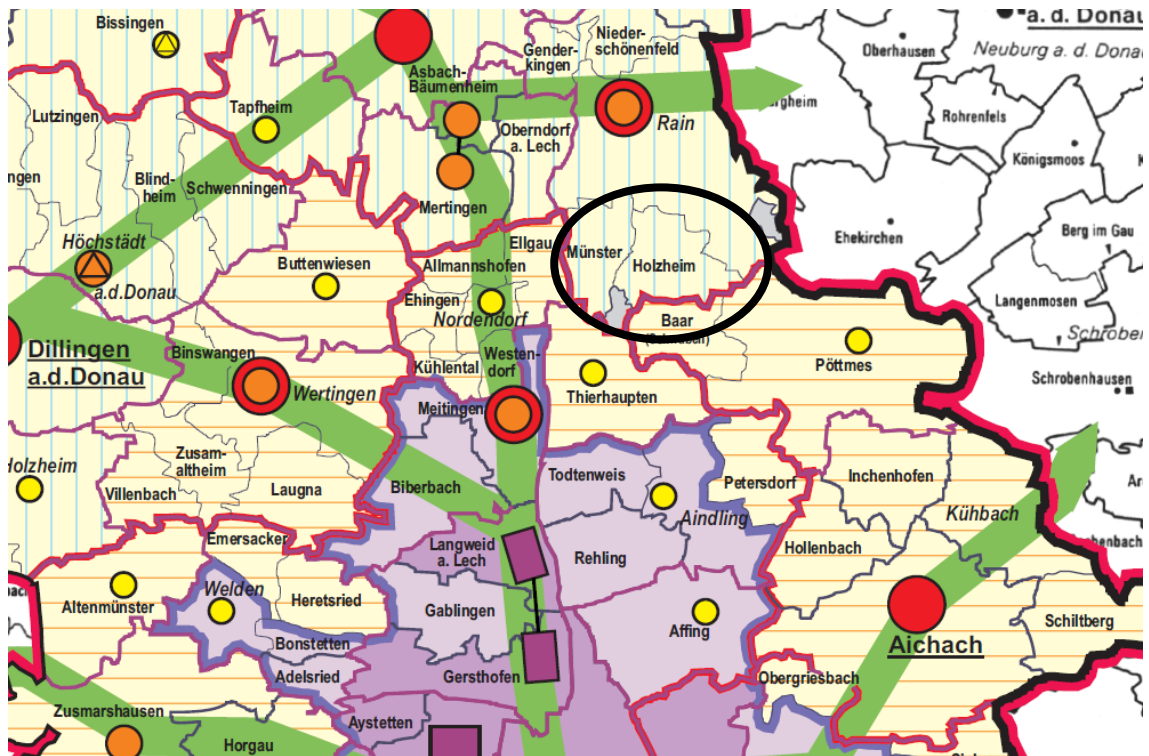 Bissingen
Nieder-
schönenfeld
Gender-
kingen
a. d. Donau
Oberhausen
Neuburg a. d. Donau
Asbach-
Bäumenheim
Tapfheim
Lutzingen
Rain
Oberndorf
a. Lech
Rohrenfels
Königsmoos
Blind-
heim
Schwenningen
Mertingen
Höchstädt
a.d.Donau
Buttenwiesen
Ellgau
Allmannshofen
Münster
Holzheim
Ehekirchen
Berg im Gau
Ehingen
Nordendorf
Langenmosen
Baar
(Schwaben)
Dillingen
a.d.Donau
Binswangen
Wertingen
Kühlental
Westen-
dorf
Pöttmes
Thierhaupten
Schrobenhausen
Meitingen
Zusam-
altheim
Holzheim
Villenbach
Laugna
Biberbach
Todtenweis
Petersdorf
Inchenhofen
Aindling
Kühbach
Emersacker
Langweid
a. Lech
Rehling
Hollenbach
Altenmünster
Welden
Heretsried
Gablingen
Affing
Aichach
Schiltberg
Bonstetten
Adelsried
Gersthofen
Obergriesbach
Zusmarshausen
Aystetten
Horgau